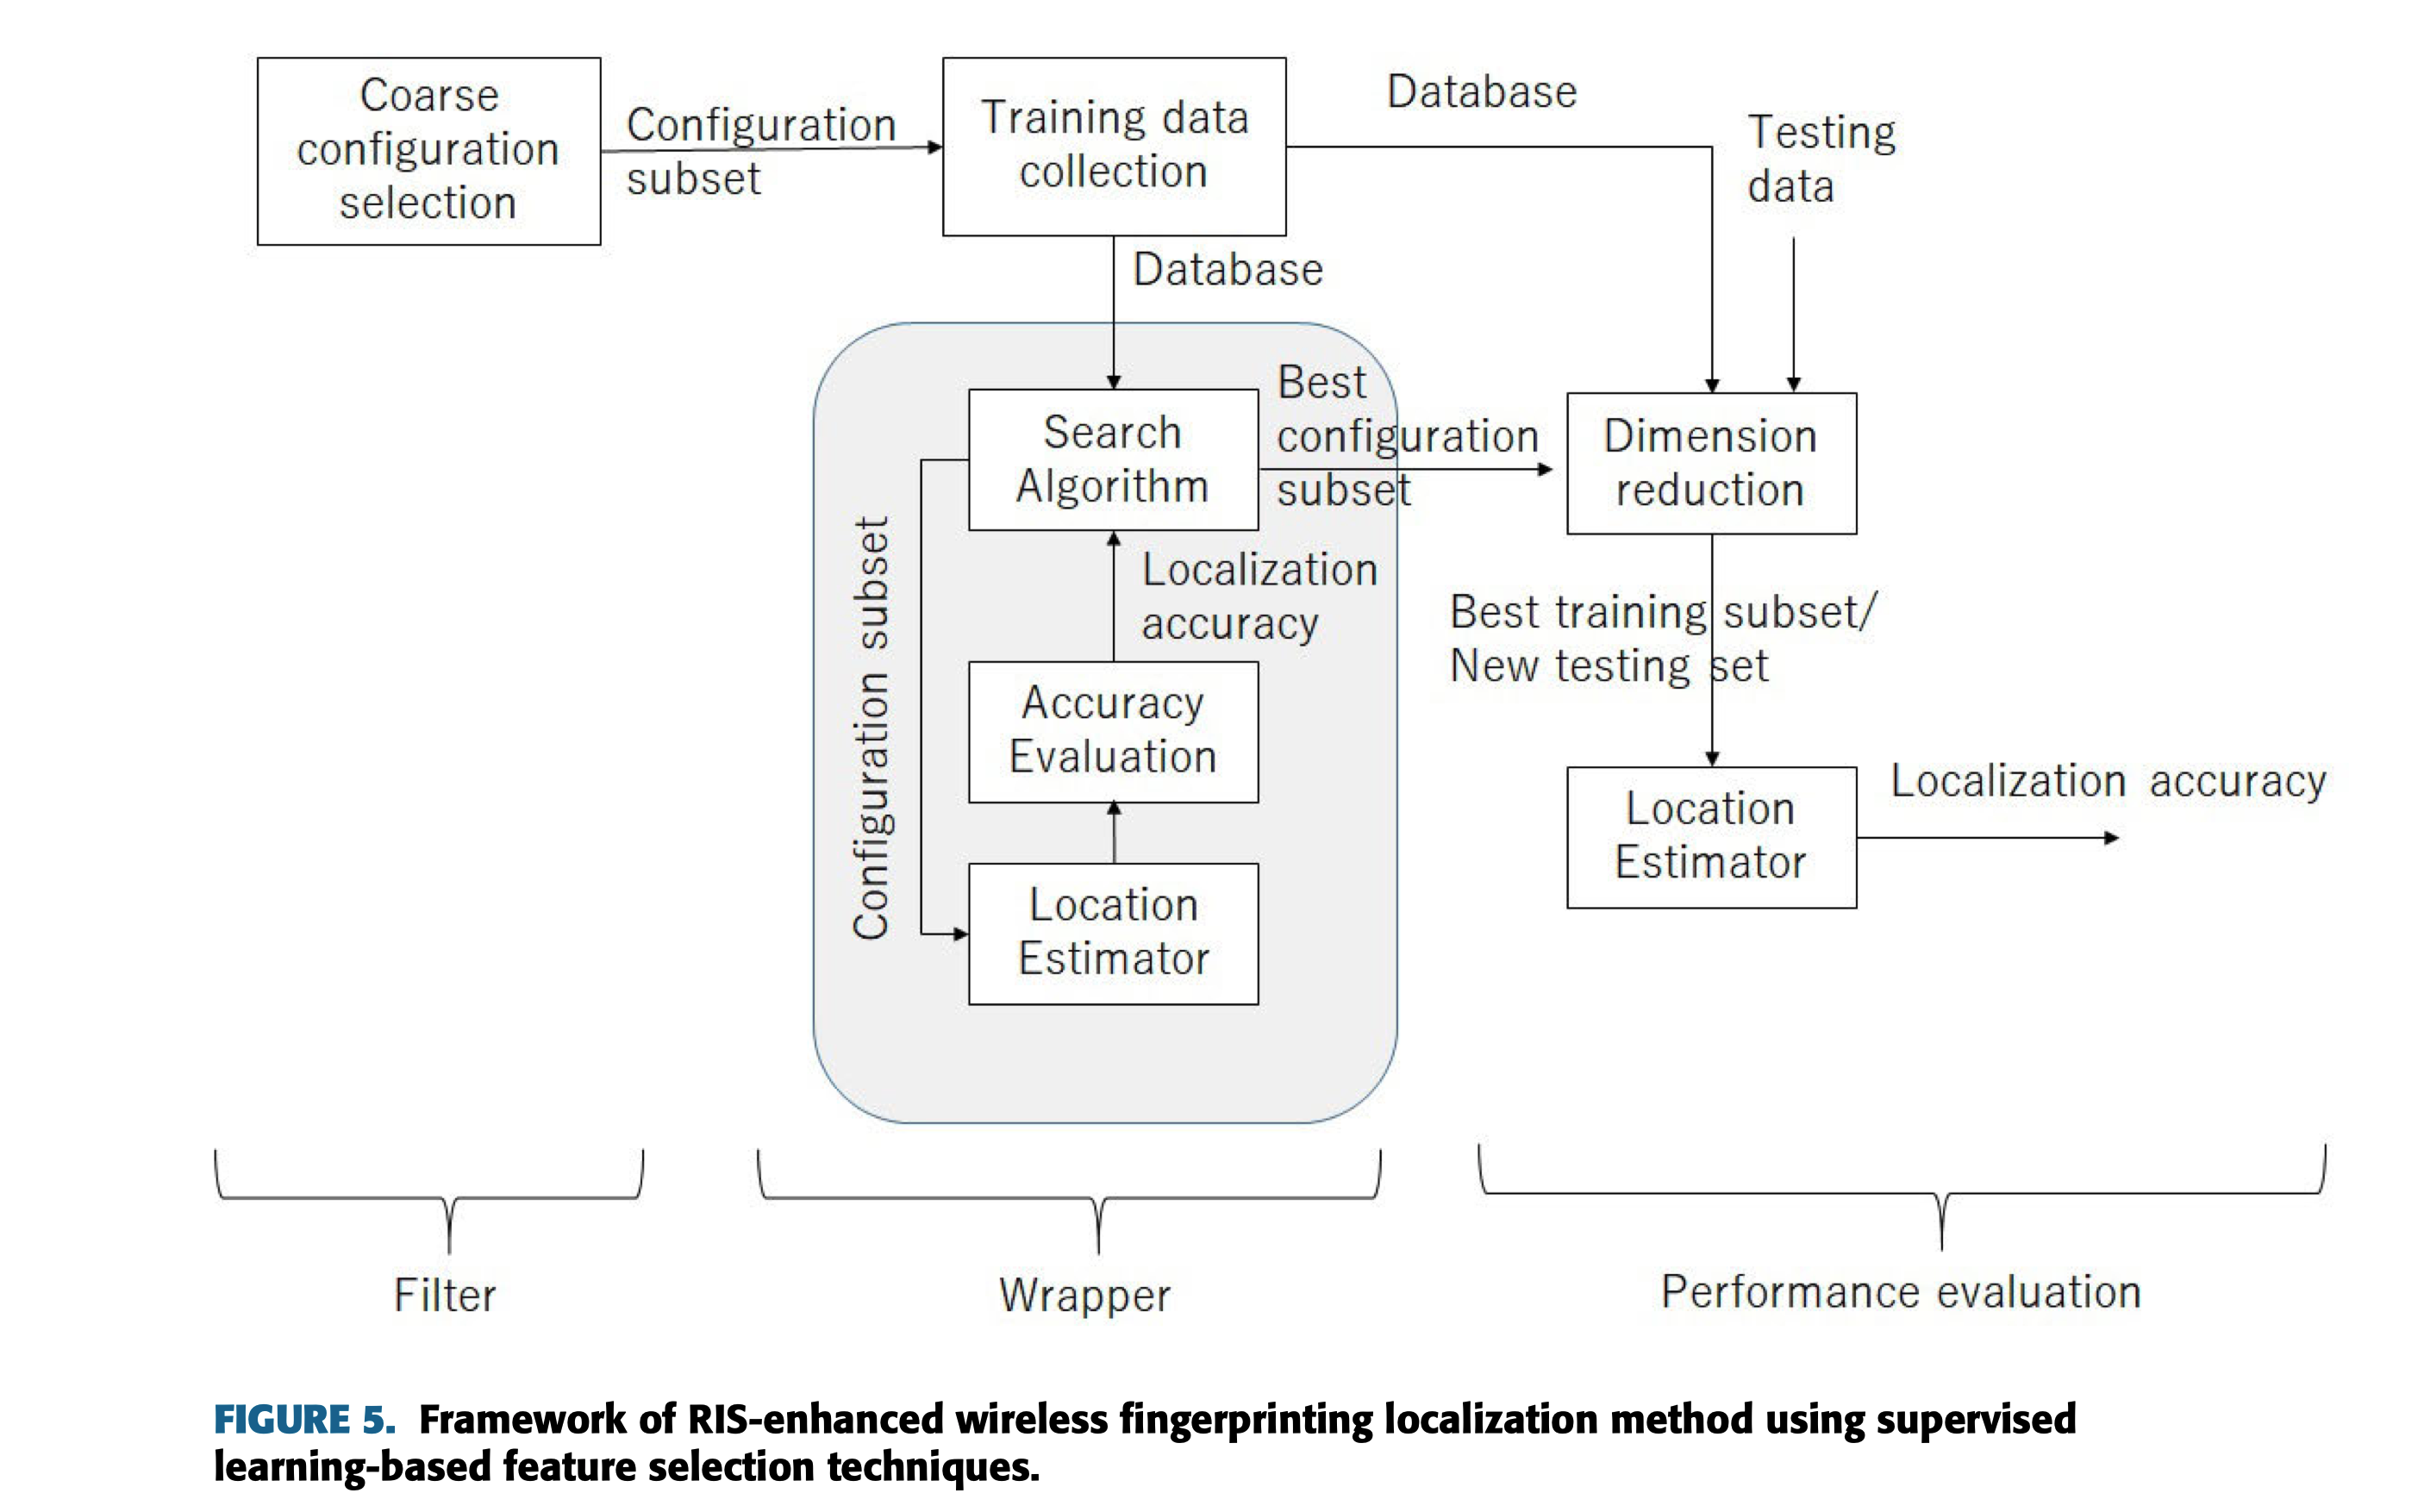 Coarse
configuration
selection
Configuration
subset
Training data
collection
Database
Testing
data
Database
Search
Algorithm
Best
configuration
subset
Dimension
reduction
Configuration subset
Localization
accuracy
Best training subset/
New testing set
Accuracy
Evaluation
Location
Estimator
Location
Estimator
Localization accuracy
Filter
Wrapper
Performance evaluation
FIGURE 5. Framework of RIS-enhanced wireless fingerprinting localization method using supervised
learning-based feature selection techniques.